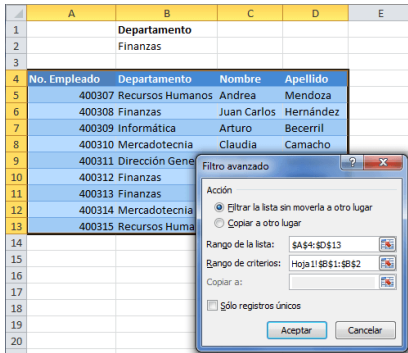 A B C D E
1 Departamento
2 Finanzas
3
4 No. Empleado Departamento Nombre Apellido
5 400307 Recursos Humanos Andrea Mendoza
6 400308 Finanzas Juan Carlos Hernández
7 400309 Informática Arturo Becerril
8 400310 Mercadotecnia Claudia Camacho
9 400311 Dirección Gene
10 400312 Finanzas
11 400313 Finanzas
12 400314 Mercadotecnia
13 400315 Recursos Huma
14
15
16
17
18
19
20
Filtro avanzado
Acción
Filtrar la lista sin moverla a otro lugar
Copiar a otro lugar
Rango de la lista: $A$4:$D$13
Rango de criterios: Hoja1!$B$1:$B$2
Copiar a:
Sólo registros únicos
Aceptar Cancelar